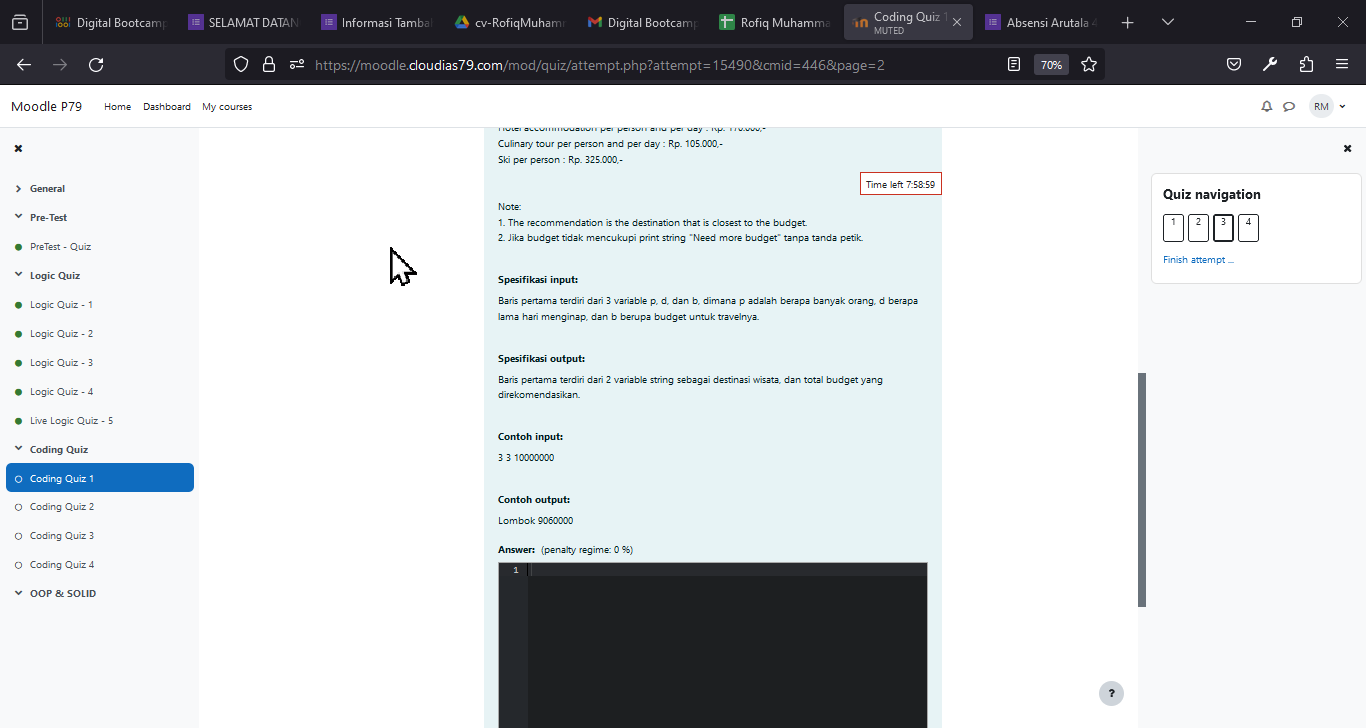 Digital Bootcamp
SELAMAT DATAN
Informasi Tambah
cv-RofiqMuhamm
Digital Bootcamp
Rofiq Muhamma
Coding Quiz 1
MUTED
Absensi Arutala 4
https://moodle.cloudias79.com/mod/quiz/attempt.php?attempt=15490&cmid=446&page=2
70%
Moodle P79
Home
Dashboard
My courses
RM
General
Pre-Test
PreTest - Quiz
Logic Quiz
Logic Quiz - 1
Logic Quiz - 2
Logic Quiz - 3
Logic Quiz - 4
Live Logic Quiz - 5
Coding Quiz
Coding Quiz 1
Coding Quiz 2
Coding Quiz 3
Coding Quiz 4
OOP & SOLID
Hotel accommodation per person and per day : Rp. 170.000,-
Culinary tour per person and per day : Rp. 105.000,-
Ski per person : Rp. 325.000,-
Time left 7:58:59
Note:
1. The recommendation is the destination that is closest to the budget.
2. Jika budget tidak mencukupi print string "Need more budget" tanpa tanda petik.
Spesifikasi input:
Baris pertama terdiri dari 3 variable p, d, dan b, dimana p adalah berapa banyak orang, d berapa
lama hari menginap, dan b berupa budget untuk travelnya.
Spesifikasi output:
Baris pertama terdiri dari 2 variable string sebagai destinasi wisata, dan total budget yang
direkomendasikan.
Contoh input:
3 3 10000000
Contoh output:
Lombok 9060000
Answer: (penalty regime: 0 %)
1
Quiz navigation
1 2 3 4
Finish attempt ...
?